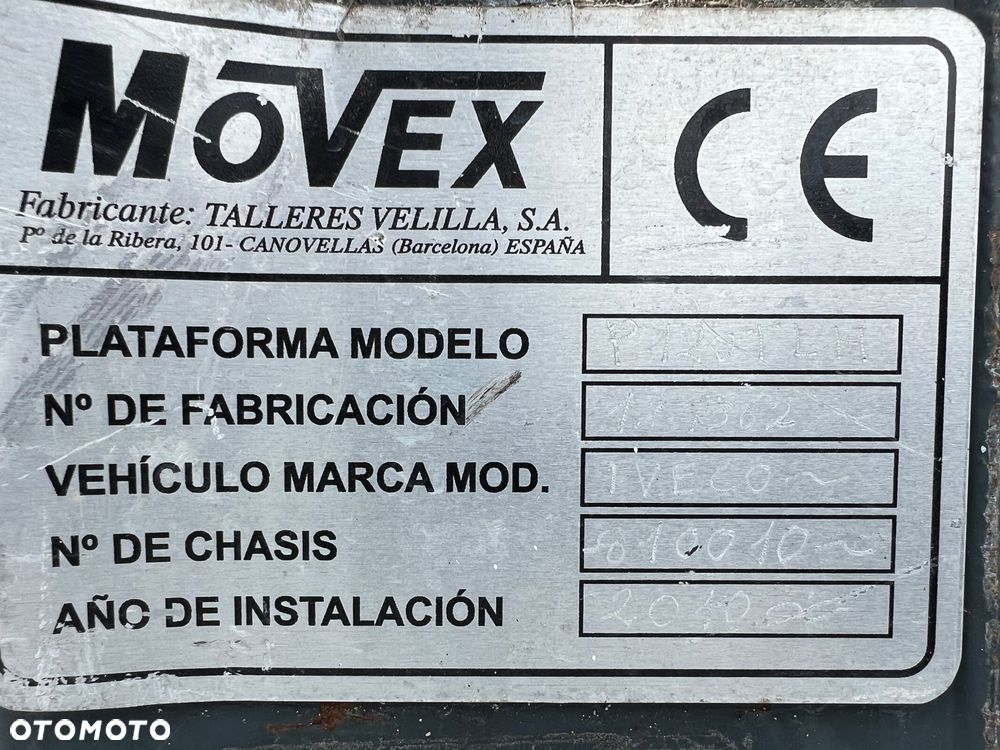 MOVEX
CE
Fabricante: TALLERES VELILLA, S.A.
Pº de la Ribera, 101- CANOVELLAS (Barcelona) ESPAÑA
PLATAFORMA MODELO
Nº DE FABRICACIÓN
VEHÍCULO MARCA MOD. IVECO~
Nº DE CHASIS 810010~
AÑO DE INSTALACIÓN
OTOMOTO